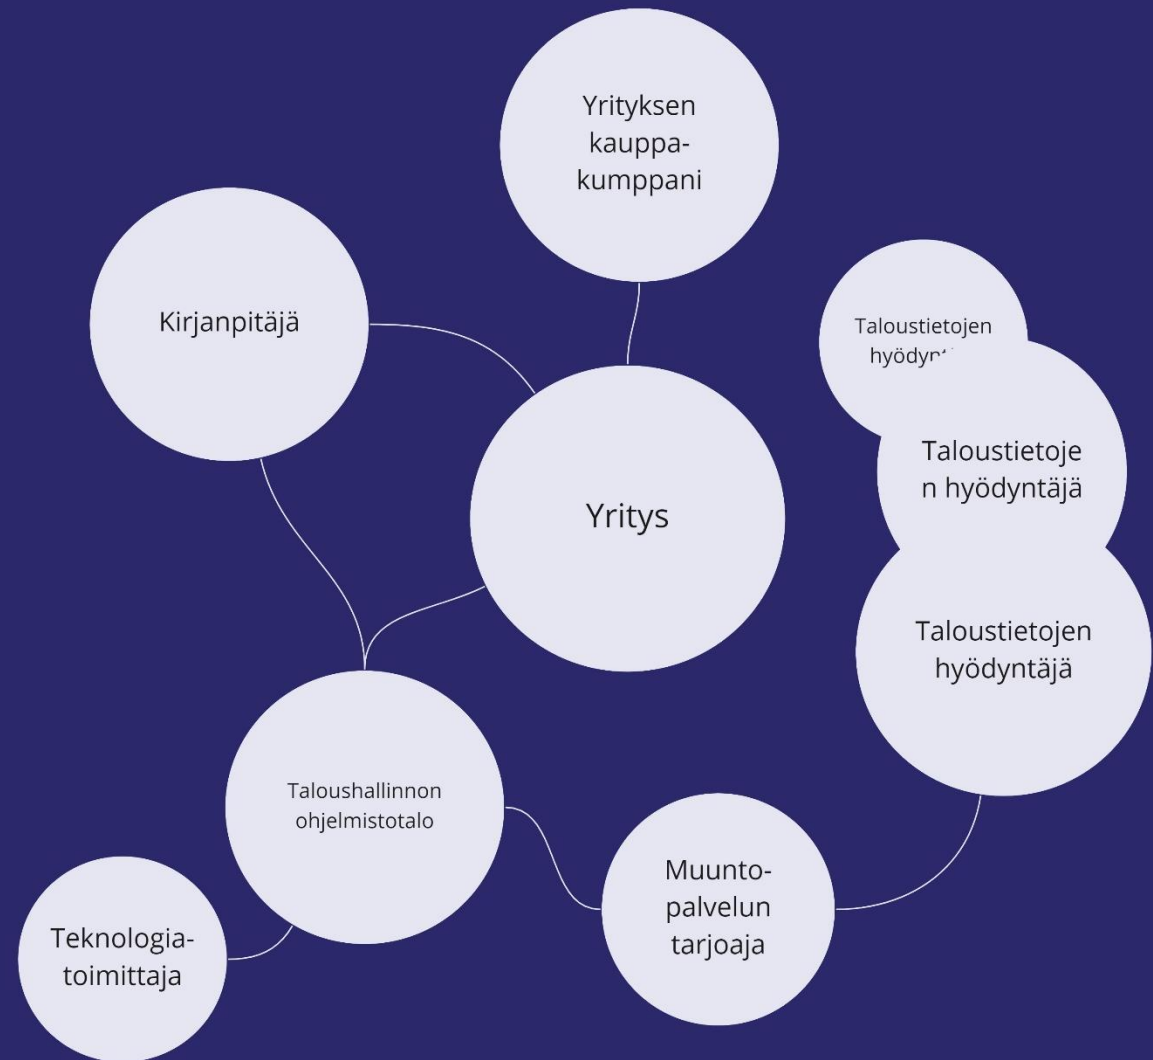 Yrityksen
kauppa-
kumppani
Kirjanpitäjä
Taloustietojen
Taloustietoje
n hyödyntäjä
Yritys
Taloustietojen
hyödyntäjä
Taloushallinnon
ohjelmistotalo
Muunto-
palvelun
tarjoaja
Teknologia-
toimittaja